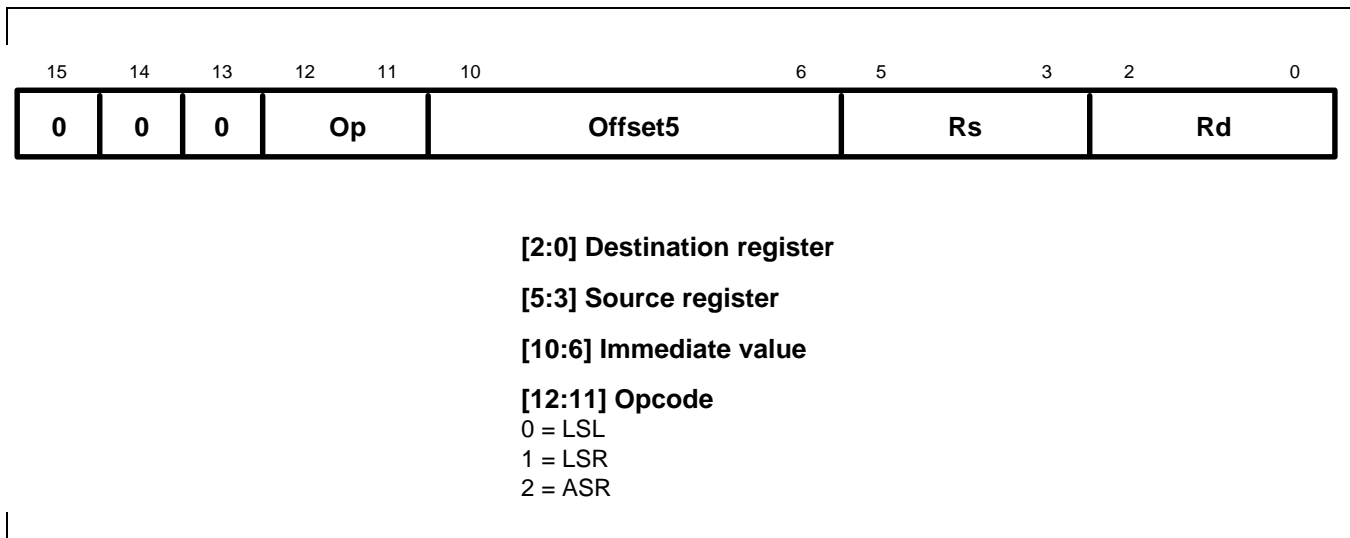 15 14 13 12 11 10 6 5 3 2 0
0 0 0 Op Offset5 Rs Rd
[2:0] Destination register
[5:3] Source register
[10:6] Immediate value
[12:11] Opcode
0 = LSL
1 = LSR
2 = ASR